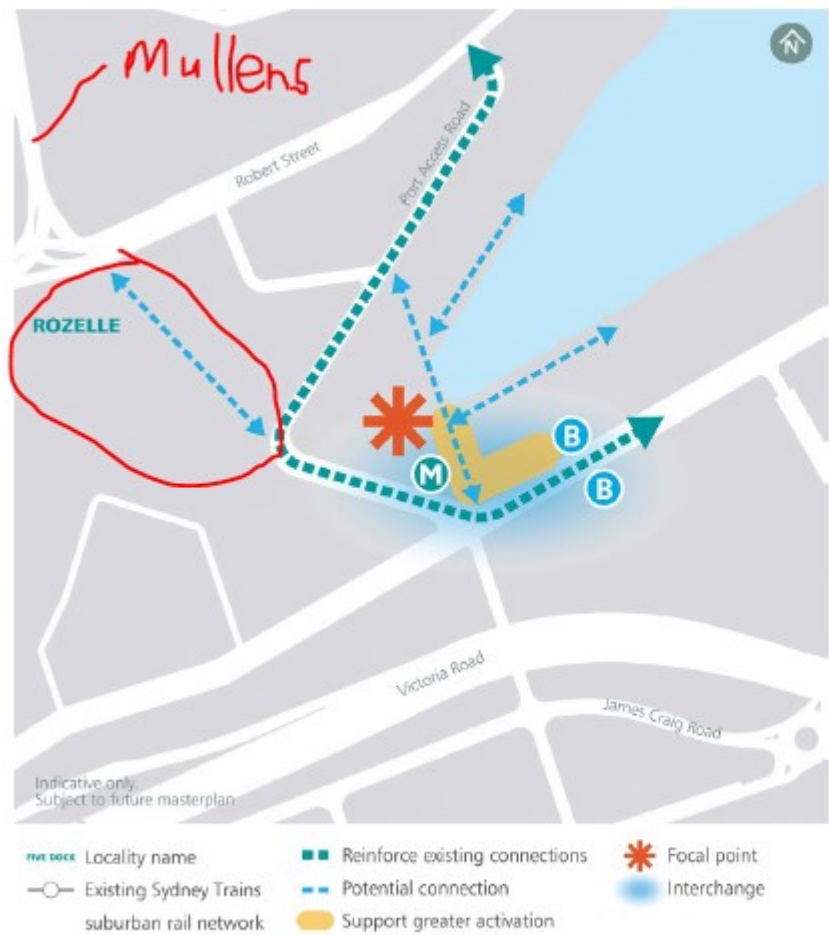 Mullens
N
Robert Street
Port Access Road
ROZELLE
B
M
B
Victoria Road
James Craig Road
Indicative only.
Subject to future masterplan
FIVE DOCK Locality name
Existing Sydney Trains
suburban rail network
Reinforce existing connections
Potential connection
Support greater activation
Focal point
Interchange